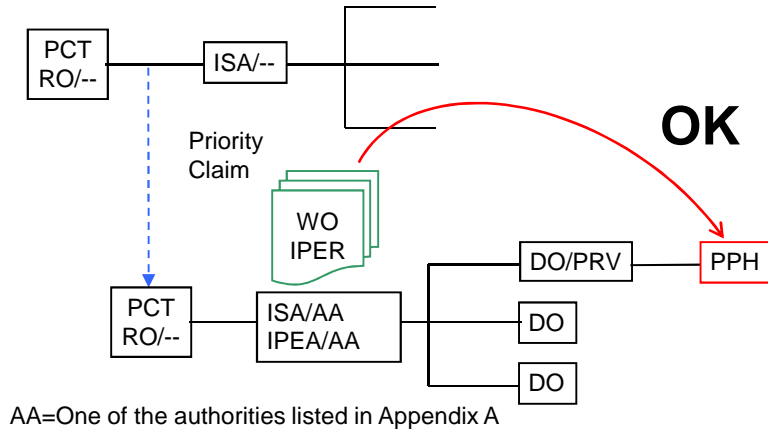 PCT
RO/--
ISA/--
OK
Priority
Claim
WO
IPER
DO/PRV
PPH
PCT
RO/--
ISA/AA
IPEA/AA
DO
DO
AA=One of the authorities listed in Appendix A